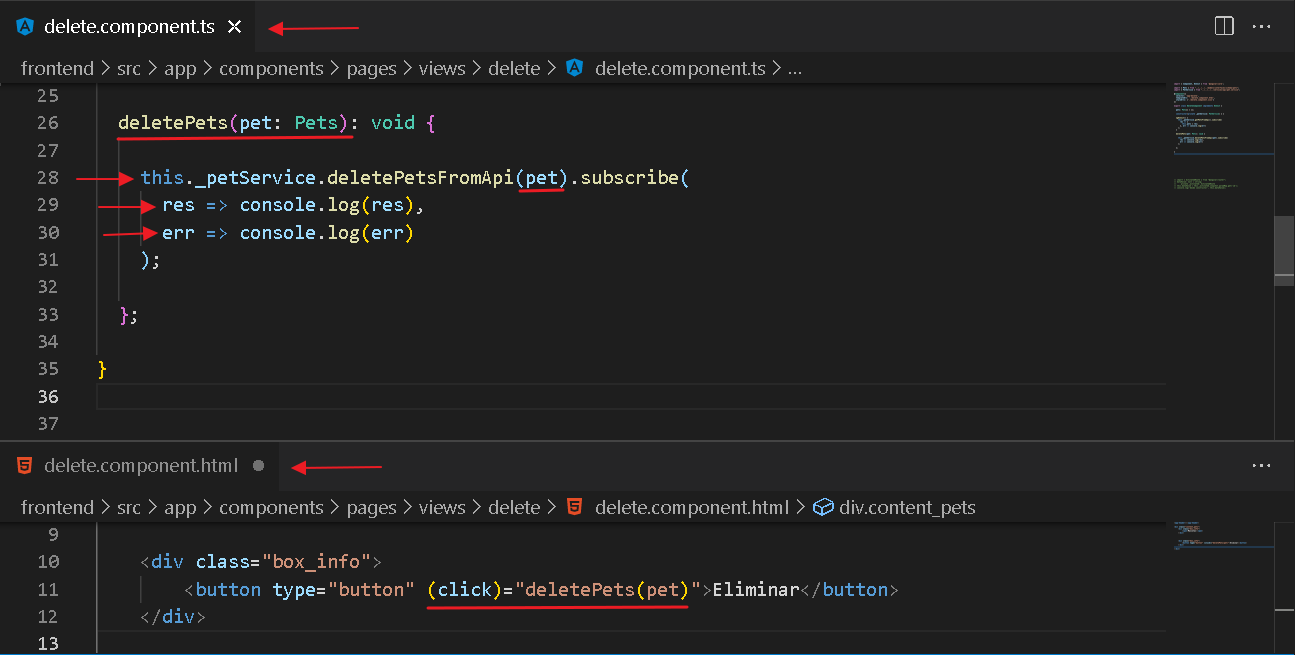 delete.component.ts
frontend > src > app > components > pages > views > delete > delete.component.ts > ...
25
26 deletePets(pet: Pets): void {
27
28 this._petService.deletePetsFromApi(pet).subscribe(
29 res => console.log(res),
30 err => console.log(err)
31 );
32
33 };
34
35 }
36
37
delete.component.html
frontend > src > app > components > pages > views > delete > delete.component.html > div.content_pets
9
10 <div class="box_info">
11 <button type="button" (click)="deletePets(pet)">Eliminar</button>
12 </div>
13